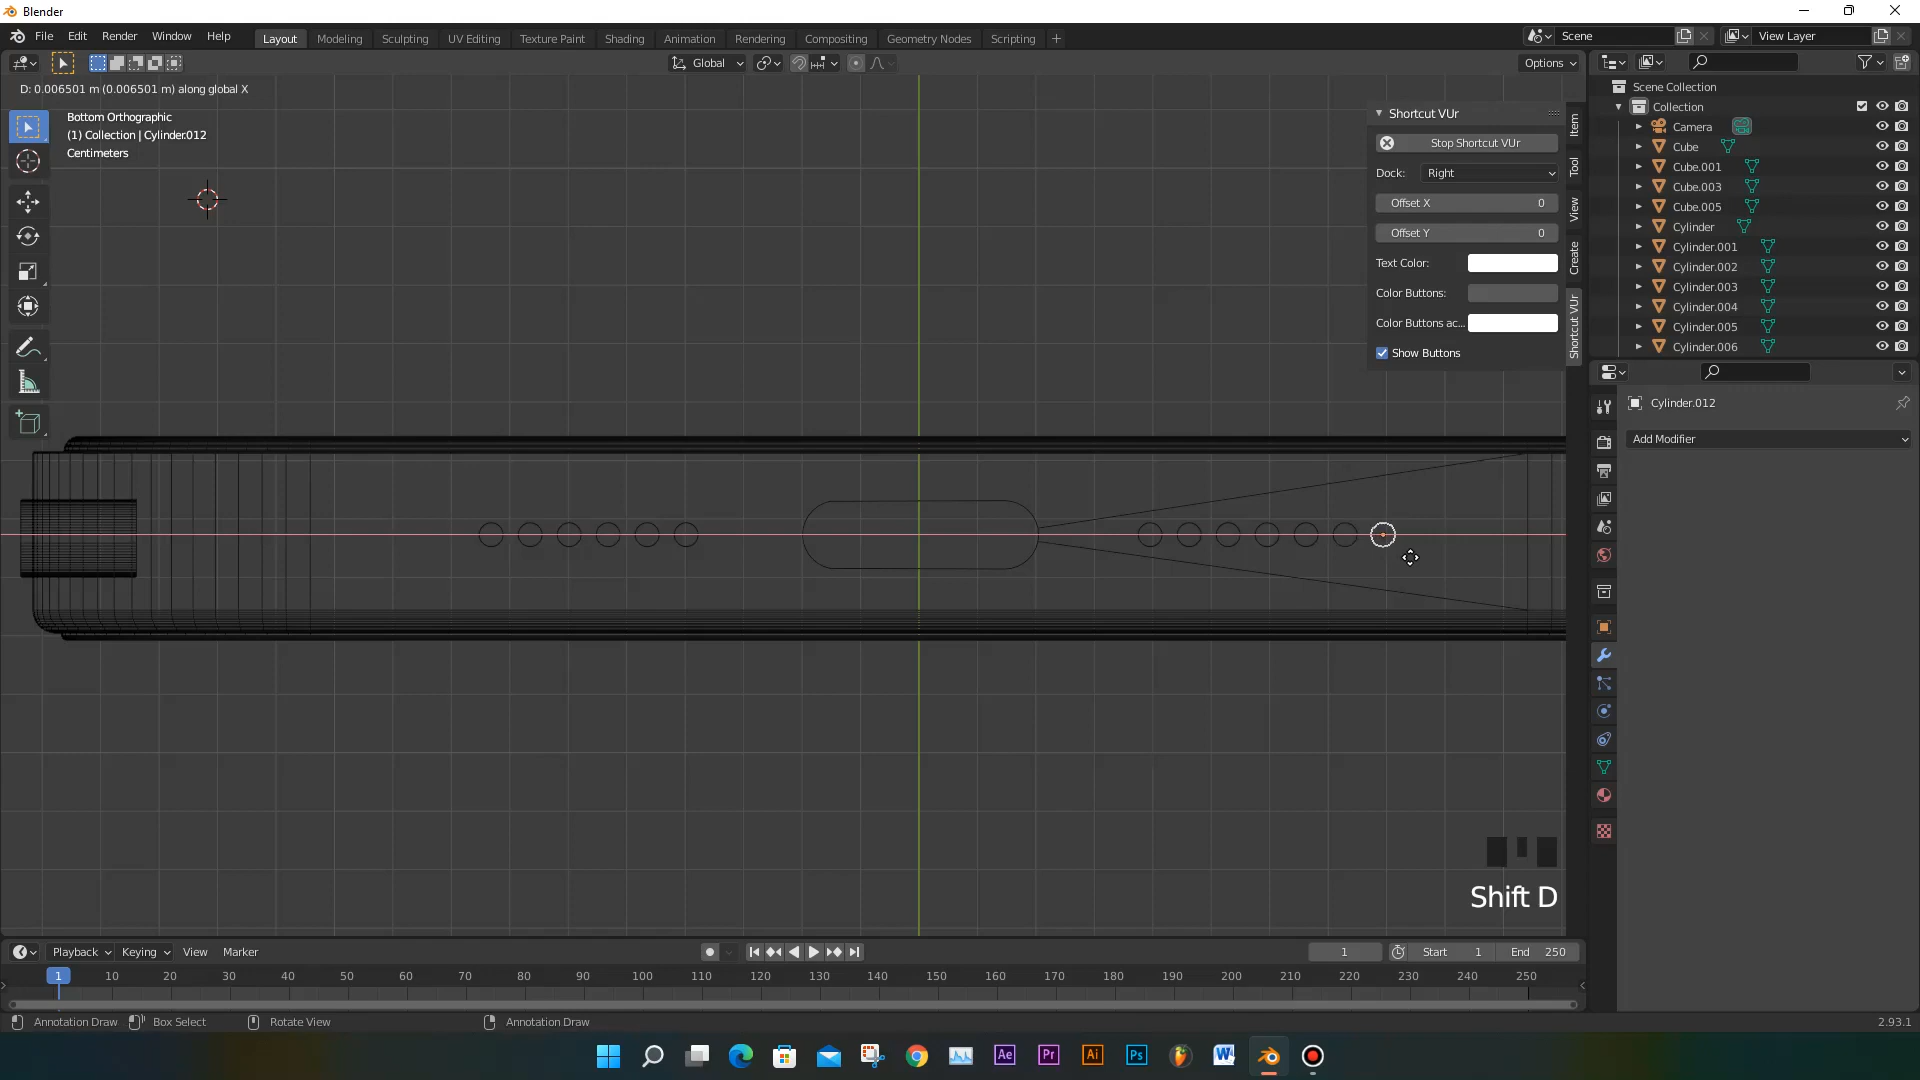 Blender
File Edit Render Window Help
Layout Modeling Sculpting UV Editing Texture Paint Shading Animation Rendering Compositing Geometry Nodes Scripting +
Scene View Layer
Global Options
D: 0.006501 m (0.006501 m) along global X
Bottom Orthographic
(1) Collection | Cylinder.012
Centimeters
Shortcut VUr
Stop Shortcut VUr
Dock: Right
Offset X 0
Offset Y 0
Text Color:
Color Buttons:
Color Buttons ac...
Show Buttons
Item
Tool
View
Create
Shortcut VUr
Scene Collection
Collection
Camera
Cube
Cube.001
Cube.003
Cube.005
Cylinder
Cylinder.001
Cylinder.002
Cylinder.003
Cylinder.004
Cylinder.005
Cylinder.006
Cylinder.012
Add Modifier
Shift D
Playback Keying View Marker 1 Start 1 End 250
1 10 20 30 40 50 60 70 80 90 100 110 120 130 140 150 160 170 180 190 200 210 220 230 240 250
Annotation Draw Box Select Rotate View Annotation Draw 2.93.1
Ae Pr Ai Ps W